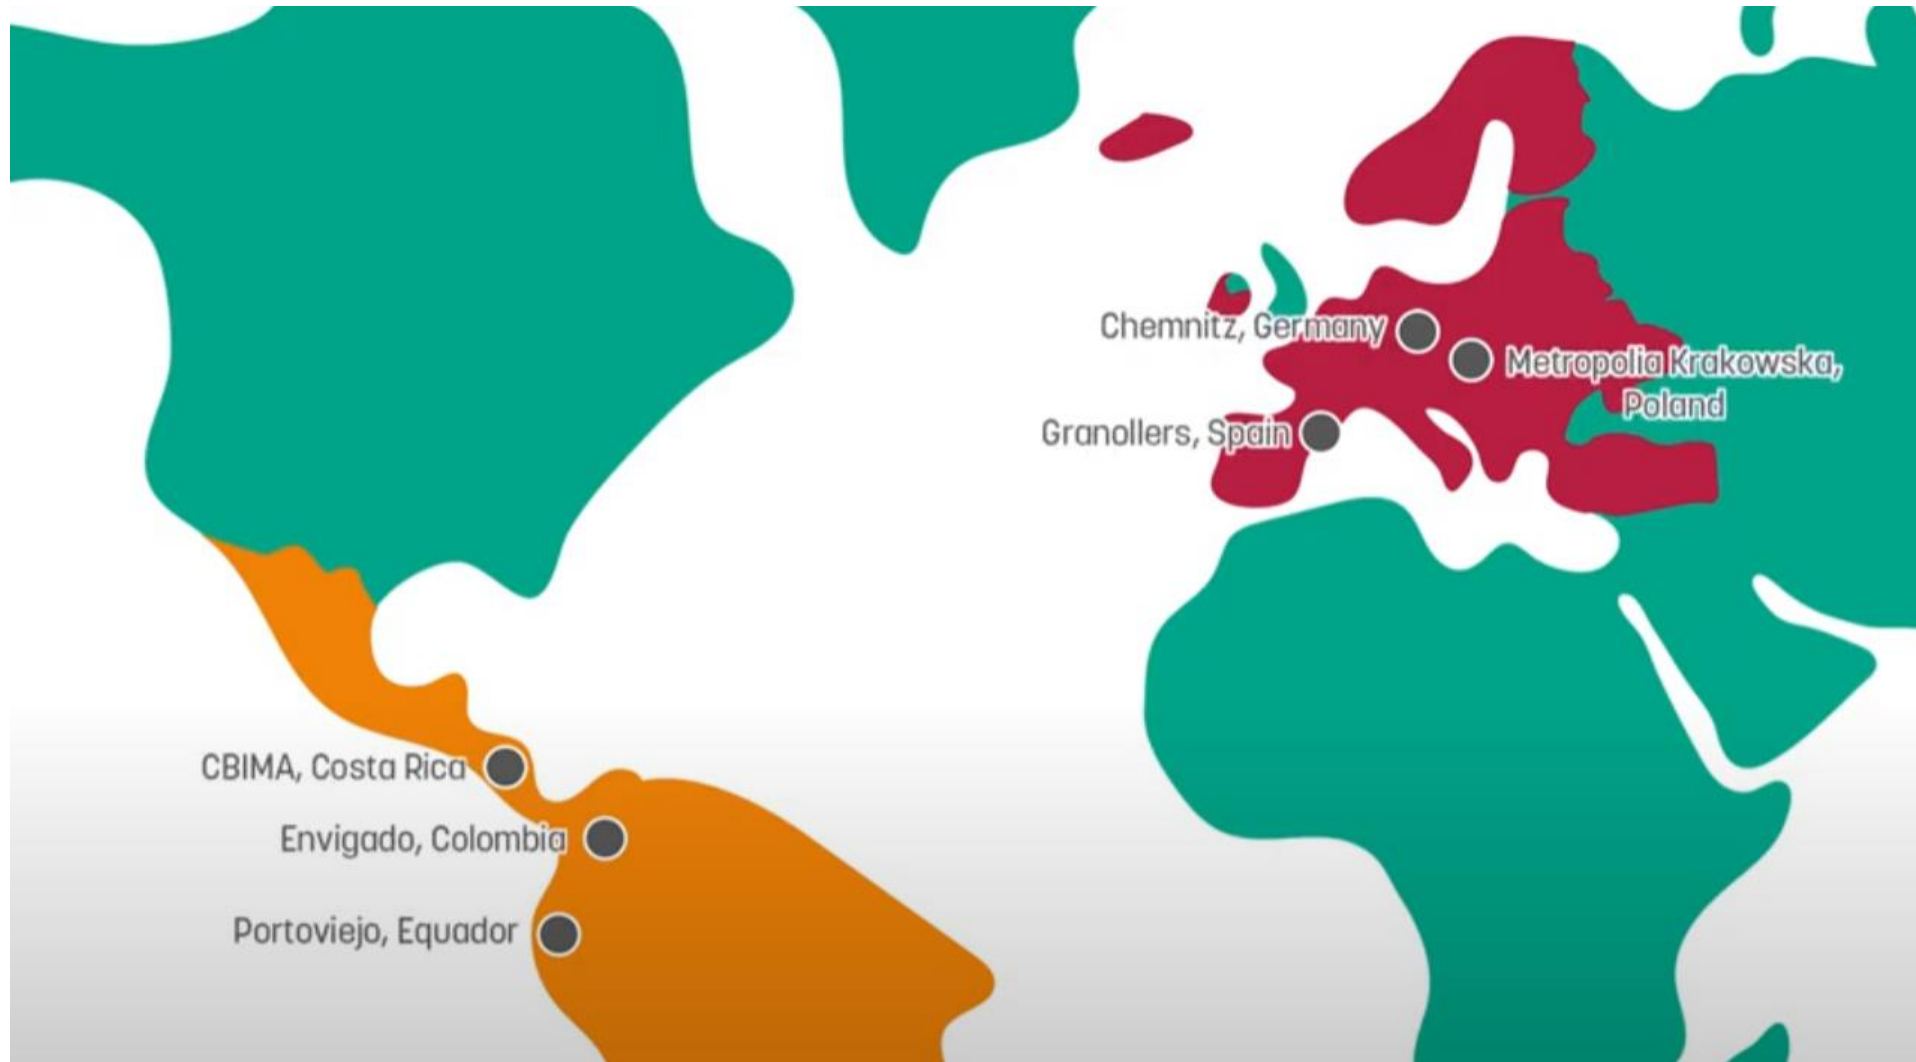 Chemnitz, Germany
Metropolia Krakowska,
Poland
Granollers, Spain
CBIMA, Costa Rica
Envigado, Colombia
Portoviejo, Equador